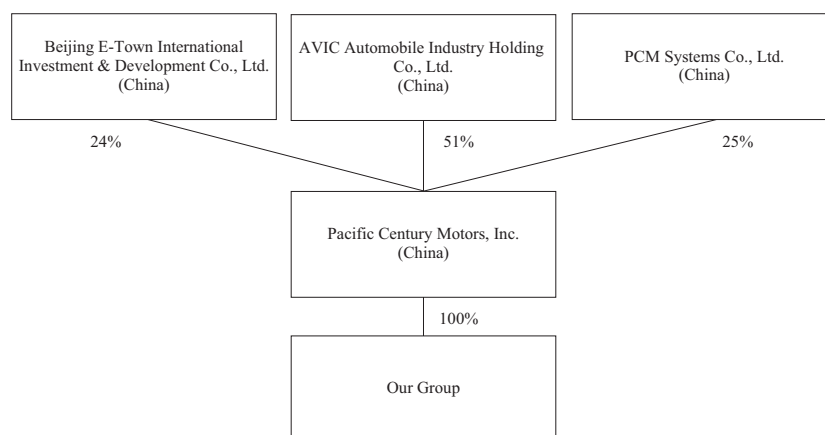 Beijing E-Town International
Investment & Development Co., Ltd.
(China)
AVIC Automobile Industry Holding
Co., Ltd.
(China)
PCM Systems Co., Ltd.
(China)
24%
51%
25%
Pacific Century Motors, Inc.
(China)
100%
Our Group